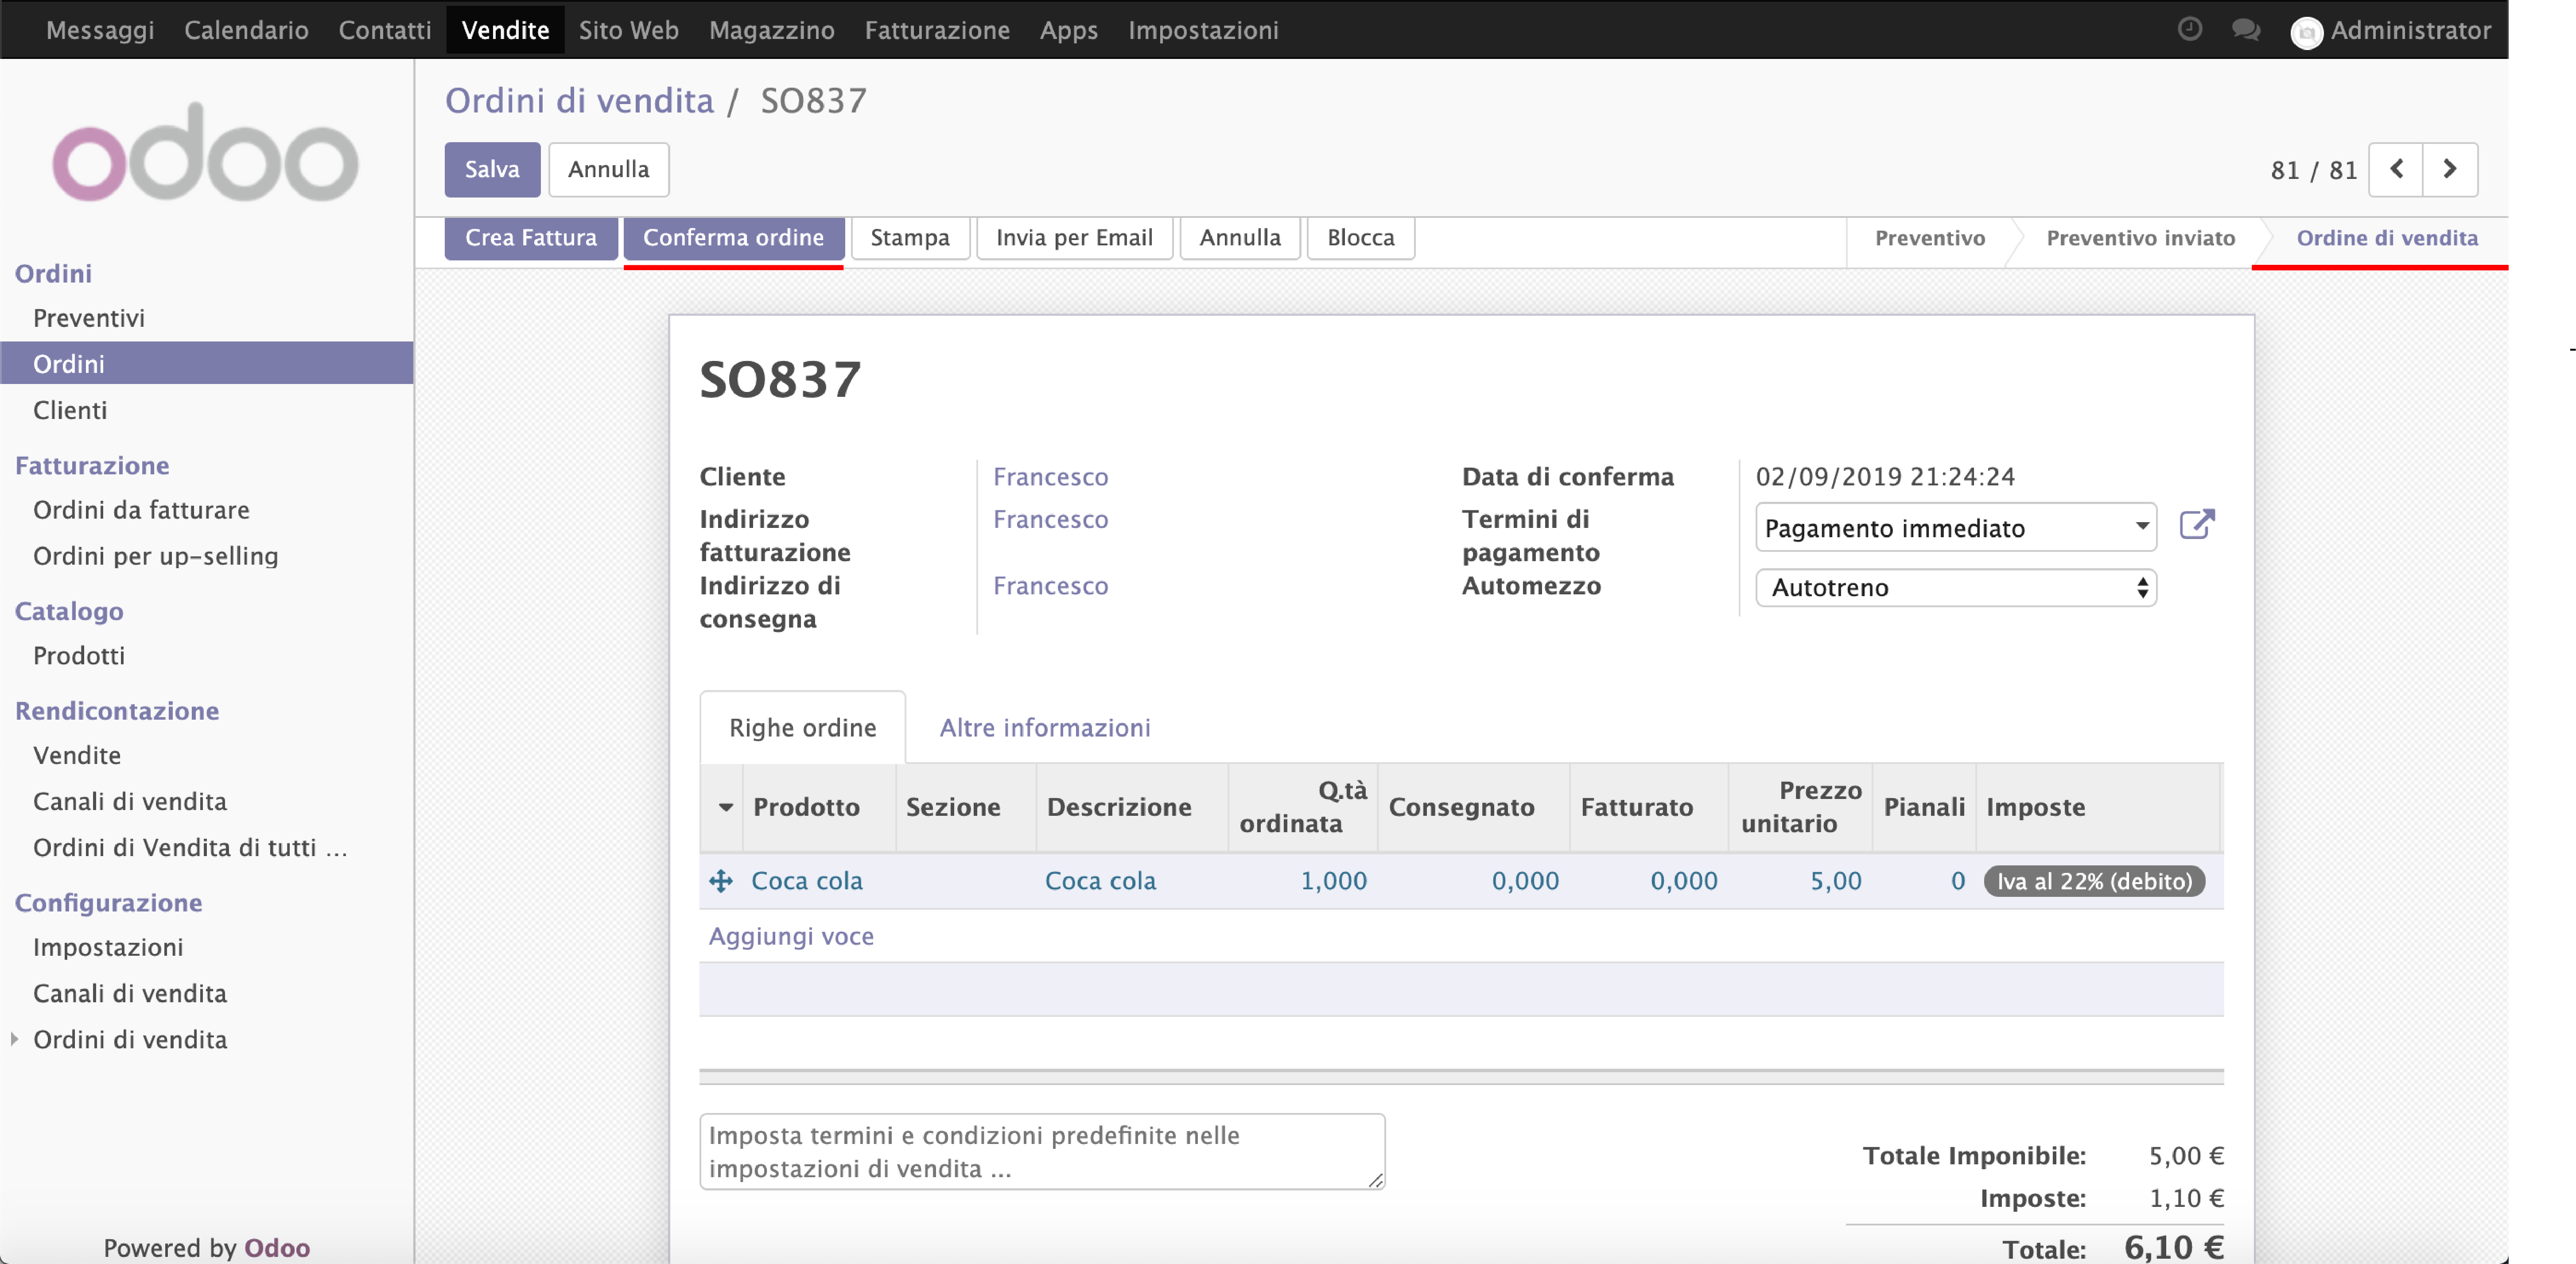 Messaggi Calendario Contatti Vendite Sito Web Magazzino Fatturazione Apps Impostazioni Administrator
odoo
Ordini
Preventivi
Ordini
Clienti
Fatturazione
Ordini da fatturare
Ordini per up-selling
Catalogo
Prodotti
Rendicontazione
Vendite
Canali di vendita
Ordini di Vendita di tutti ...
Configurazione
Impostazioni
Canali di vendita
Ordini di vendita
Powered by Odoo
Ordini di vendita / SO837
Salva Annulla
81 / 81
Crea Fattura Conferma ordine Stampa Invia per Email Annulla Blocca
Preventivo Preventivo inviato Ordine di vendita
SO837
Cliente Francesco
Indirizzo fatturazione Francesco
Indirizzo di consegna Francesco
Data di conferma 02/09/2019 21:24:24
Termini di pagamento Pagamento immediato
Automezzo Autotreno
Righe ordine Altre informazioni
Prodotto Sezione Descrizione Q.tà ordinata Consegnato Fatturato Prezzo unitario Pianali Imposte
Coca cola Coca cola 1,000 0,000 0,000 5,00 0 Iva al 22% (debito)
Aggiungi voce
Imposta termini e condizioni predefinite nelle
impostazioni di vendita ...
Totale Imponibile: 5,00 €
Imposte: 1,10 €
Totale: 6,10 €